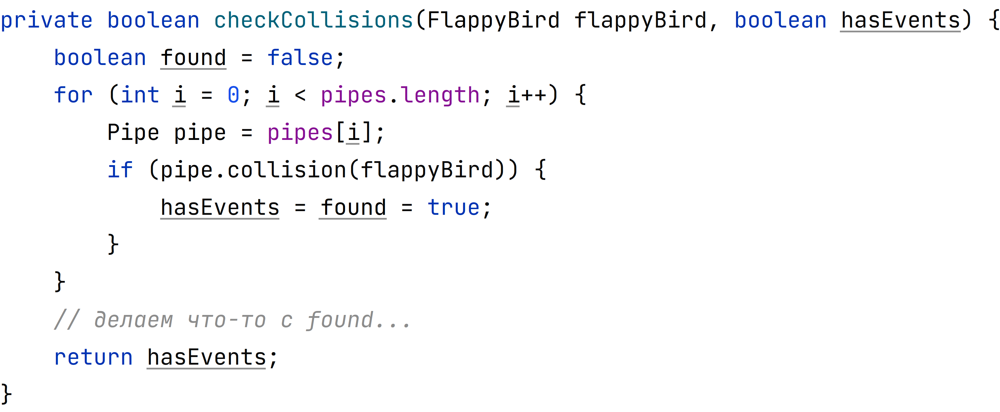 private boolean checkCollisions(FlappyBird flappyBird, boolean hasEvents) {
    boolean found = false;
    for (int i = 0; i < pipes.length; i++) {
        Pipe pipe = pipes[i];
        if (pipe.collision(flappyBird)) {
            hasEvents = found = true;
        }
    }
    // делаем что-то с found...
    return hasEvents;
}